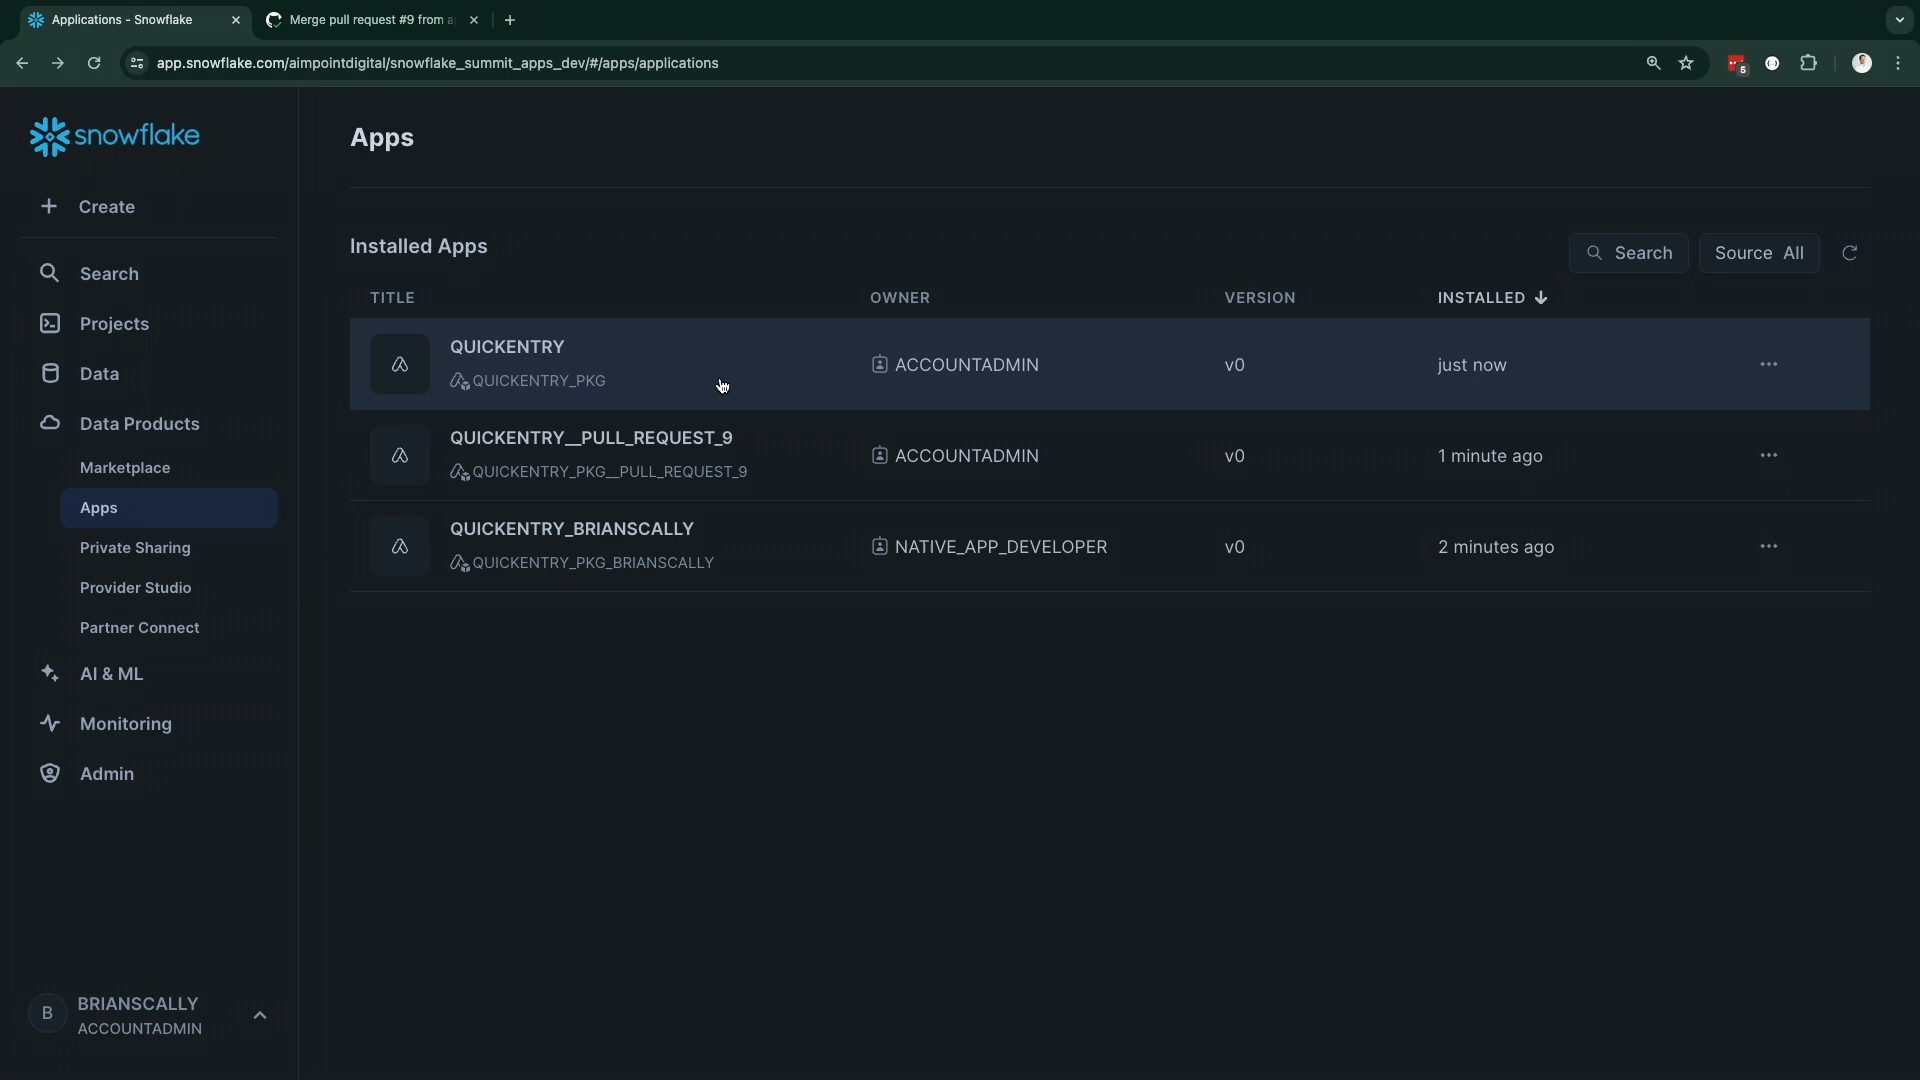 Applications - Snowflake
Merge pull request #9 from a
app.snowflake.com/aimpointdigital/snowflake_summit_apps_dev/#/apps/applications
5
snowflake
Create
Search
Projects
Data
Data Products
Marketplace
Apps
Private Sharing
Provider Studio
Partner Connect
AI & ML
Monitoring
Admin
B
BRIANSCALLY
ACCOUNTADMIN
Apps
Installed Apps
Search
Source All
TITLE OWNER VERSION INSTALLED
QUICKENTRY
QUICKENTRY_PKG
ACCOUNTADMIN
v0
just now
QUICKENTRY__PULL_REQUEST_9
QUICKENTRY_PKG__PULL_REQUEST_9
ACCOUNTADMIN
v0
1 minute ago
QUICKENTRY_BRIANSCALLY
QUICKENTRY_PKG_BRIANSCALLY
NATIVE_APP_DEVELOPER
v0
2 minutes ago